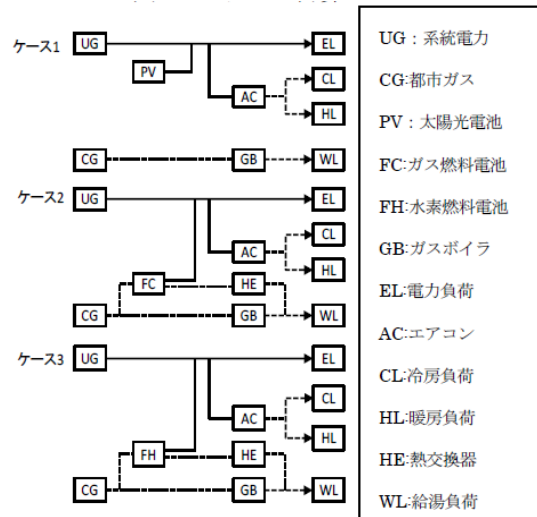 ケース1
UG
EL
PV
CL
AC
HL
CG
GB
WL
ケース2
UG
EL
CL
AC
HL
FC
HE
CG
GB
WL
ケース3
UG
EL
CL
AC
HL
FH
HE
CG
GB
WL
UG：系統電力
CG:都市ガス
PV：太陽光電池
FC:ガス燃料電池
FH:水素燃料電池
GB:ガスボイラ
EL:電力負荷
AC:エアコン
CL:冷房負荷
HL:暖房負荷
HE:熱交換器
WL:給湯負荷